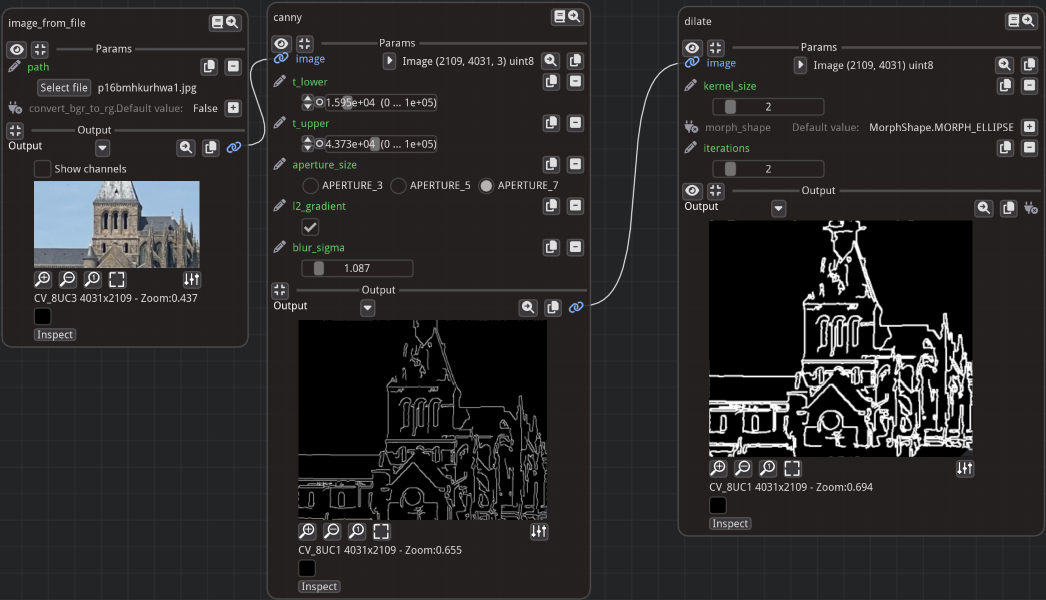 image_from_file
Params
path
Select file p16bmhkurhwa1.jpg
convert_bgr_to_rg.Default value: False
Output
Output
Show channels
CV_8UC3 4031x2109 - Zoom:0.437
Inspect
canny
Params
image Image (2109, 4031, 3) uint8
t_lower
1.595e+04 (0 ... 1e+05)
t_upper
4.373e+04 (0 ... 1e+05)
aperture_size
APERTURE_3 APERTURE_5 APERTURE_7
l2_gradient
blur_sigma
1.087
Output
Output
CV_8UC1 4031x2109 - Zoom:0.655
Inspect
dilate
Params
image Image (2109, 4031) uint8
kernel_size
2
morph_shape Default value: MorphShape.MORPH_ELLIPSE
iterations
2
Output
Output
CV_8UC1 4031x2109 - Zoom:0.694
Inspect